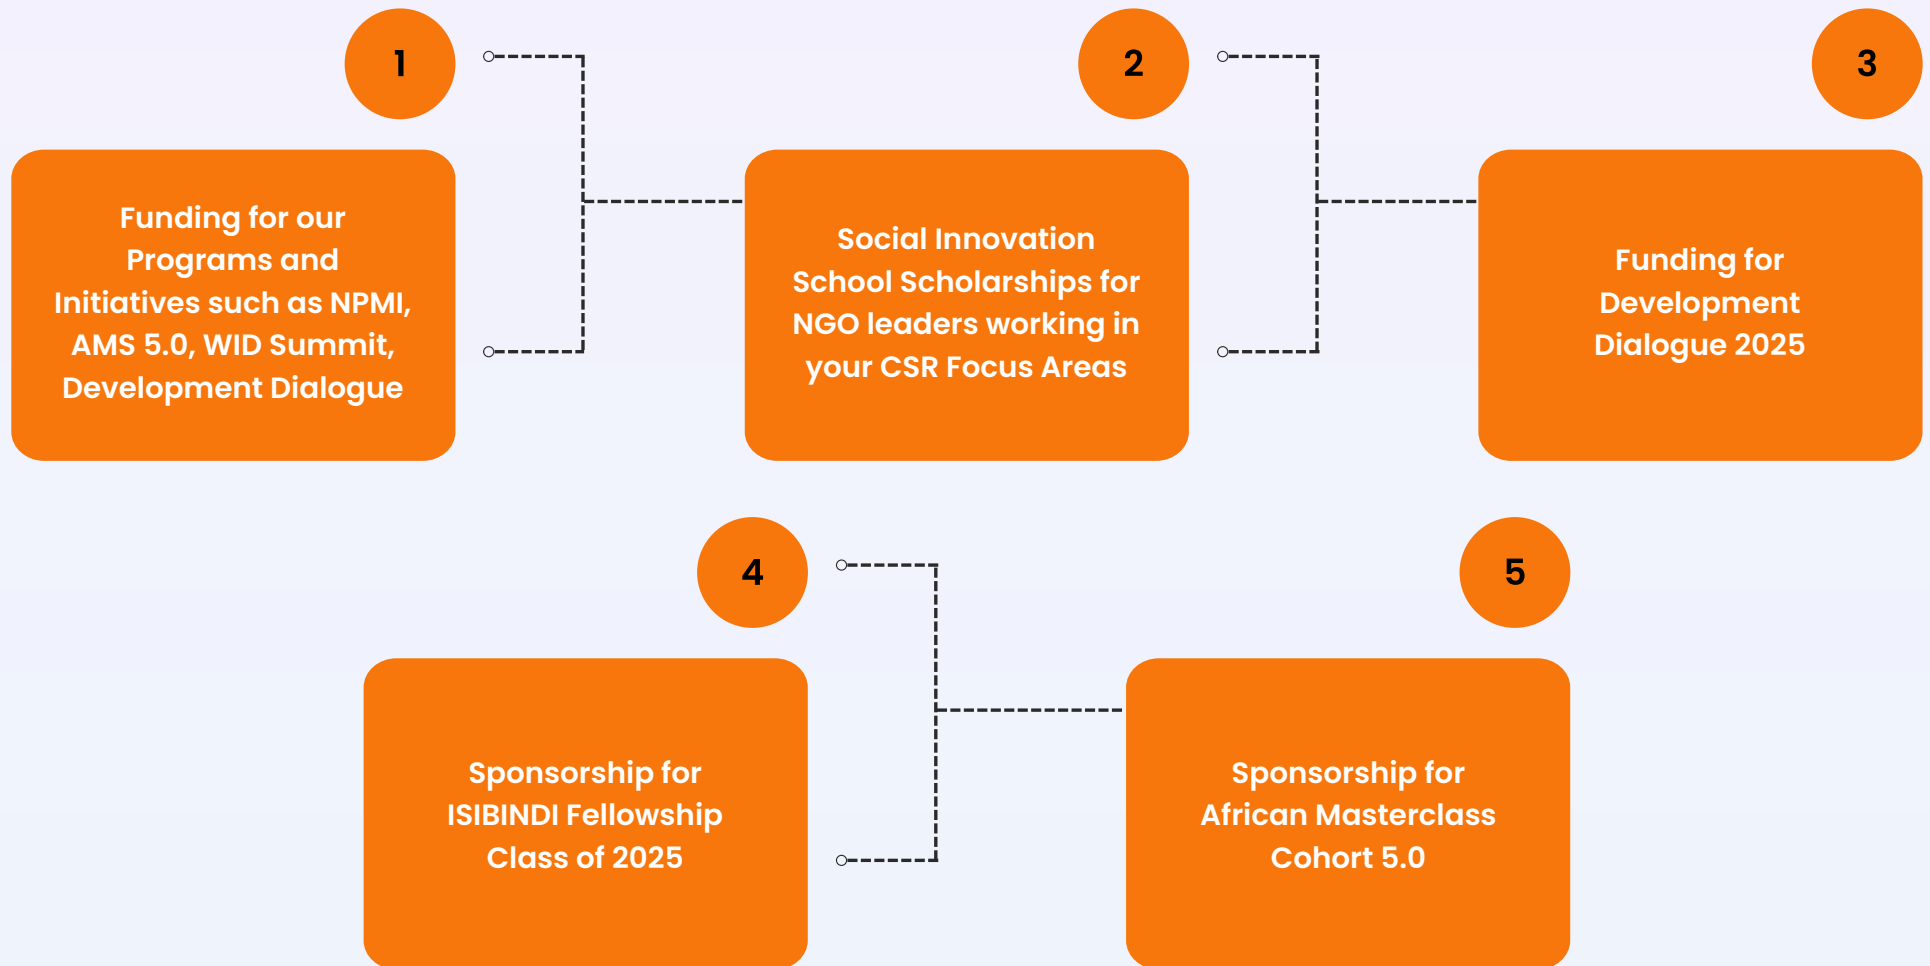 1
Funding for our
Programs and
Initiatives such as NPMI,
AMS 5.0, WID Summit,
Development Dialogue
2
Social Innovation
School Scholarships for
NGO leaders working in
your CSR Focus Areas
3
Funding for
Development
Dialogue 2025
4
Sponsorship for
ISIBINDI Fellowship
Class of 2025
5
Sponsorship for
African Masterclass
Cohort 5.0